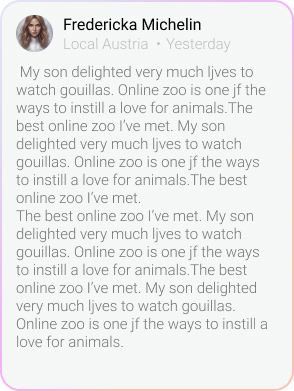 Fredericka Michelin
Local Austria • Yesterday
My son delighted very much ljves to
watch gouillas. Online zoo is one jf the
ways to instill a love for animals.The
best online zoo I’ve met. My son
delighted very much ljves to watch
gouillas. Online zoo is one jf the ways
to instill a love for animals.The best
online zoo I’ve met.
The best online zoo I’ve met. My son
delighted very much ljves to watch
gouillas. Online zoo is one jf the ways
to instill a love for animals.The best
online zoo I’ve met. My son delighted
very much ljves to watch gouillas.
Online zoo is one jf the ways to instill a
love for animals.